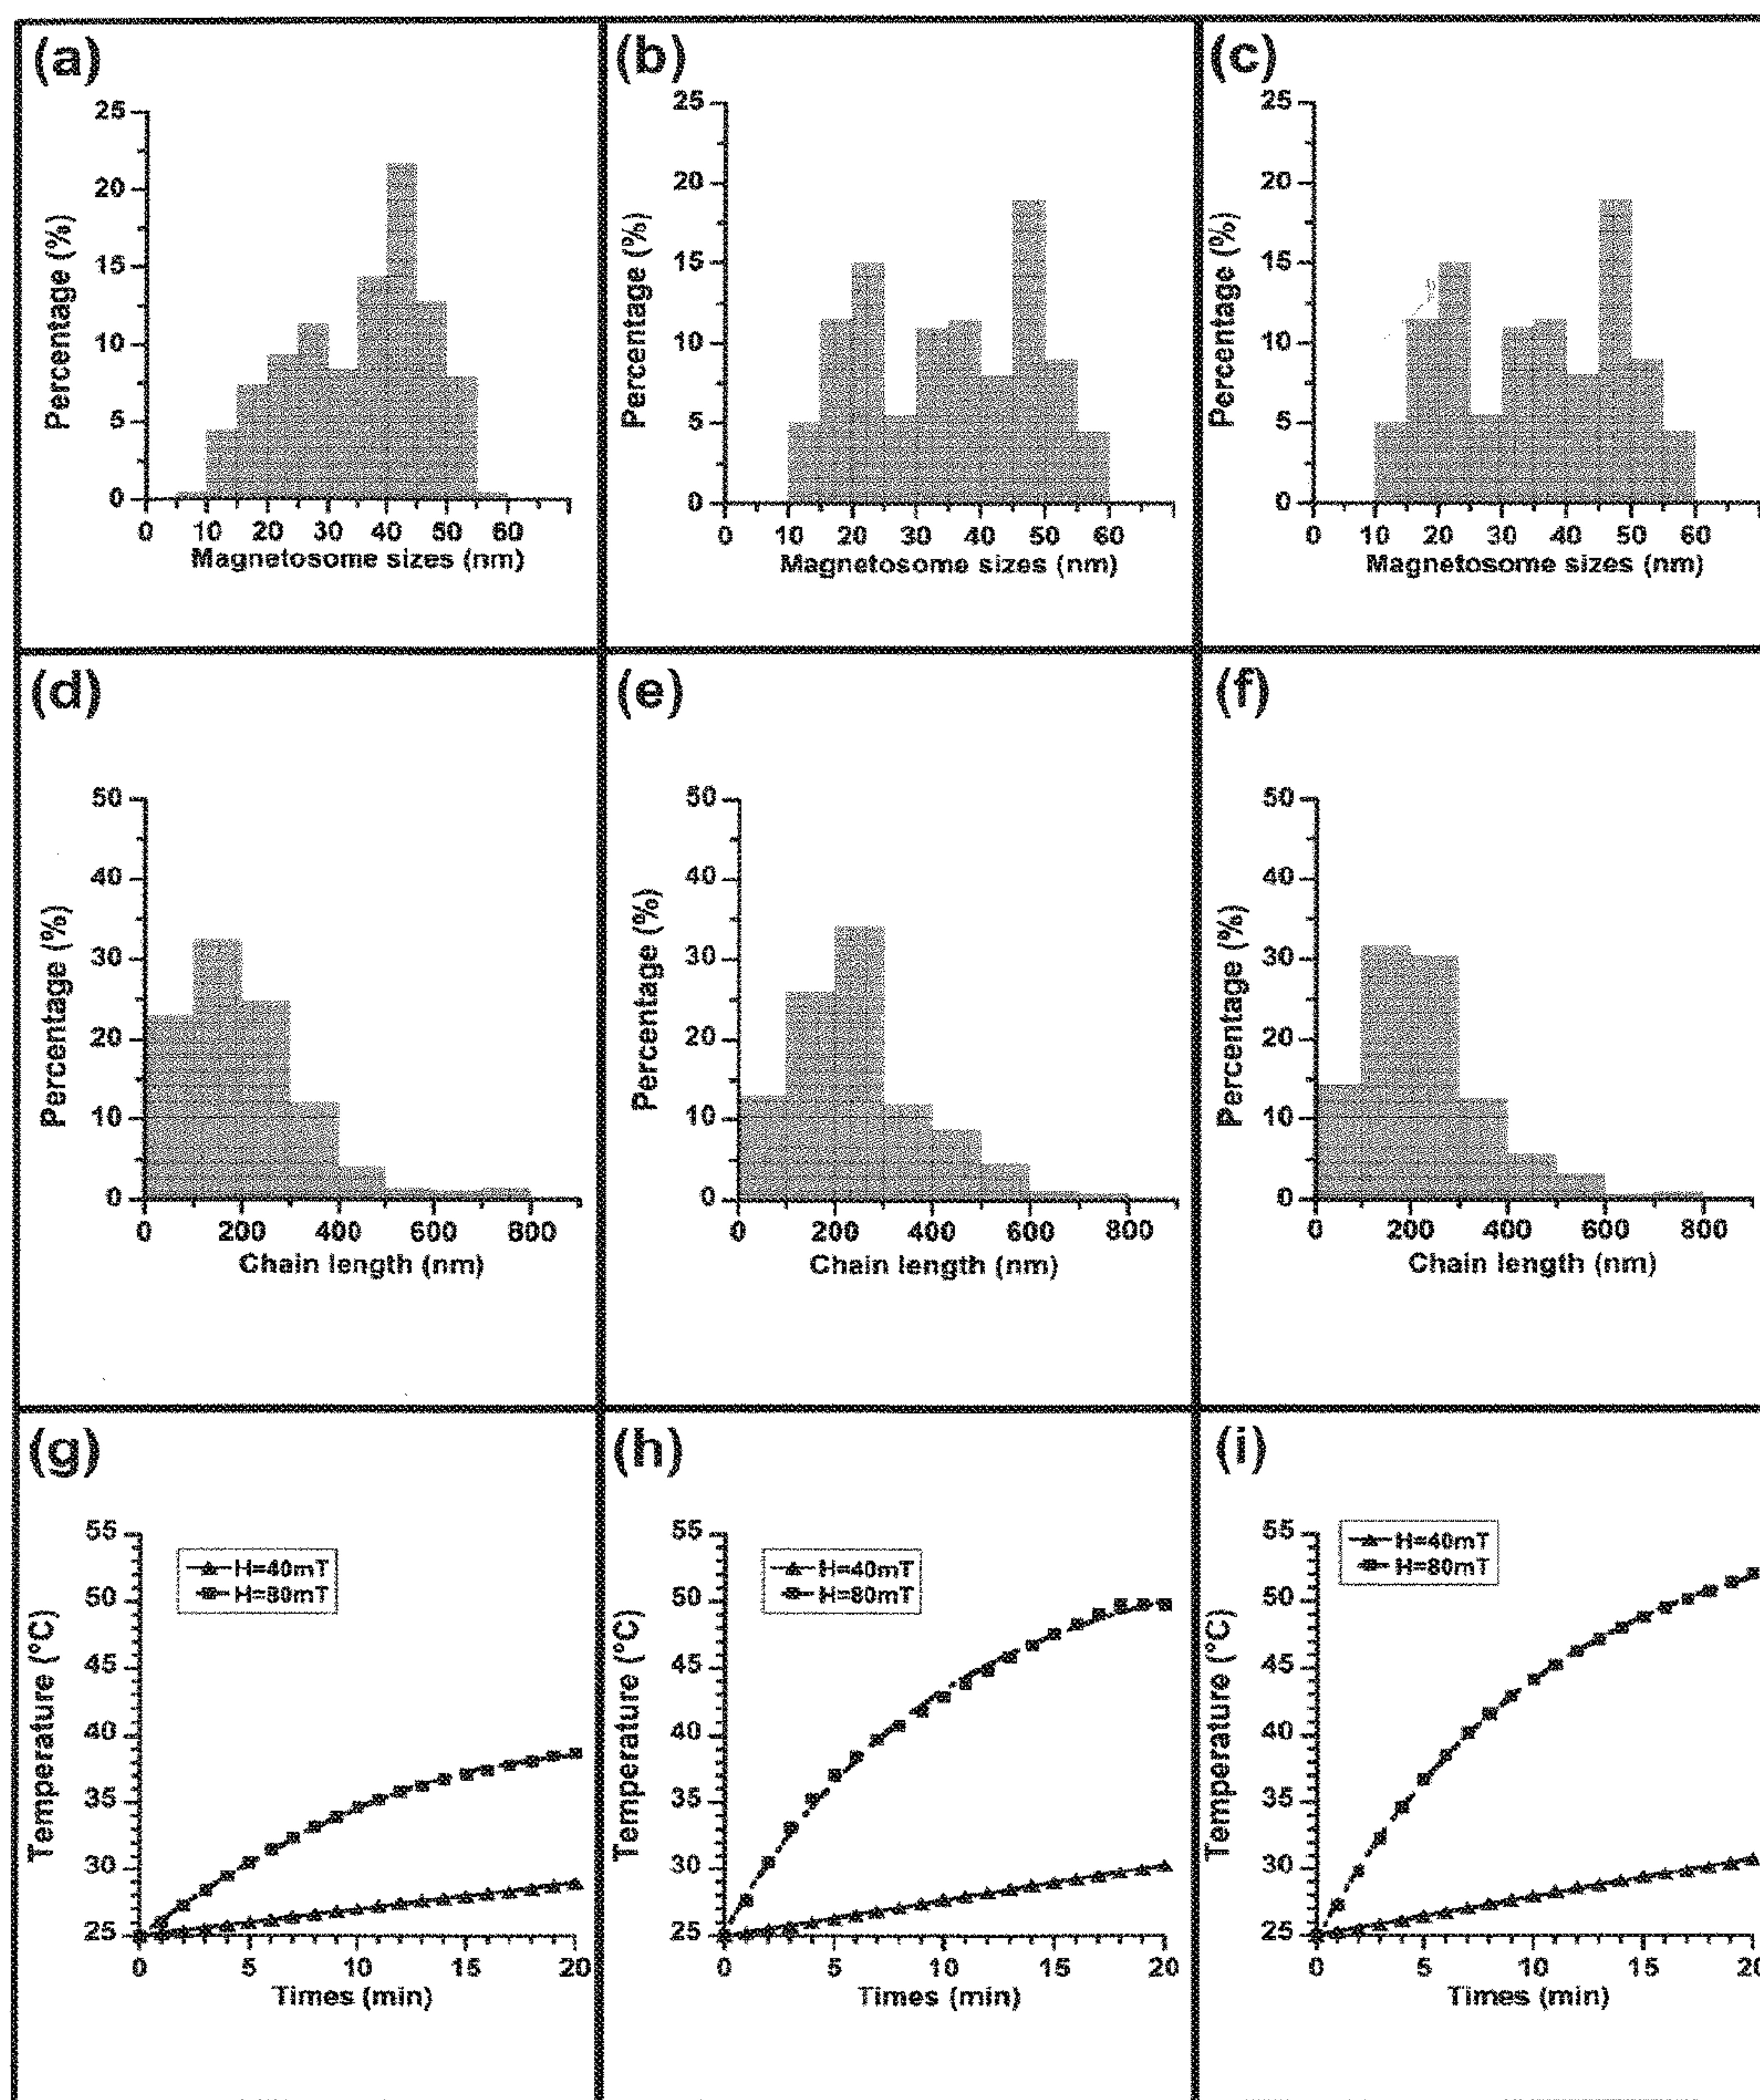 (a)
25
20
15
10
5
0
Percentage (%)
0 10 20 30 40 50 60
Magnetosome sizes (nm)
(b)
25
20
15
10
5
0
Percentage (%)
0 10 20 30 40 50 60
Magnetosome sizes (nm)
(c)
25
20
15
10
5
0
Percentage (%)
0 10 20 30 40 50 60
Magnetosome sizes (nm)
(d)
50
40
30
20
10
0
Percentage (%)
0 200 400 600 800
Chain length (nm)
(e)
50
40
30
20
10
0
Percentage (%)
0 200 400 600 800
Chain length (nm)
(f)
50
40
30
20
10
0
Percentage (%)
0 200 400 600 800
Chain length (nm)
(g)
55
50
45
40
35
30
25
Temperature (°C)
H=40mT
H=80mT
0 5 10 15 20
Times (min)
(h)
55
50
45
40
35
30
25
Temperature (°C)
H=40mT
H=80mT
0 5 10 15 20
Times (min)
(i)
55
50
45
40
35
30
25
Temperature (°C)
H=40mT
H=80mT
0 5 10 15 20
Times (min)